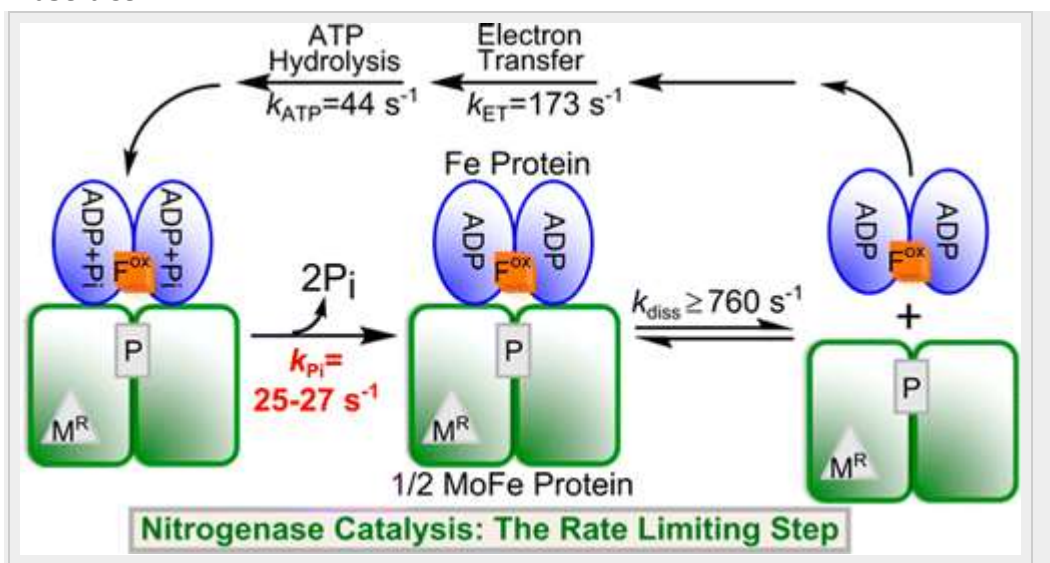 ATP
Hydrolysis
Electron
Transfer
kATP=44 s⁻¹
kET=173 s⁻¹
Fe Protein
ADP+Pi
ADP+Pi
Fᵒˣ
ADP
ADP
Fᵒˣ
ADP
ADP
Fᵒˣ
2Pi
kPi=
25-27 s⁻¹
kdiss ≥ 760 s⁻¹
+
P
P
P
Mᴿ
Mᴿ
Mᴿ
1/2 MoFe Protein
Nitrogenase Catalysis: The Rate Limiting Step